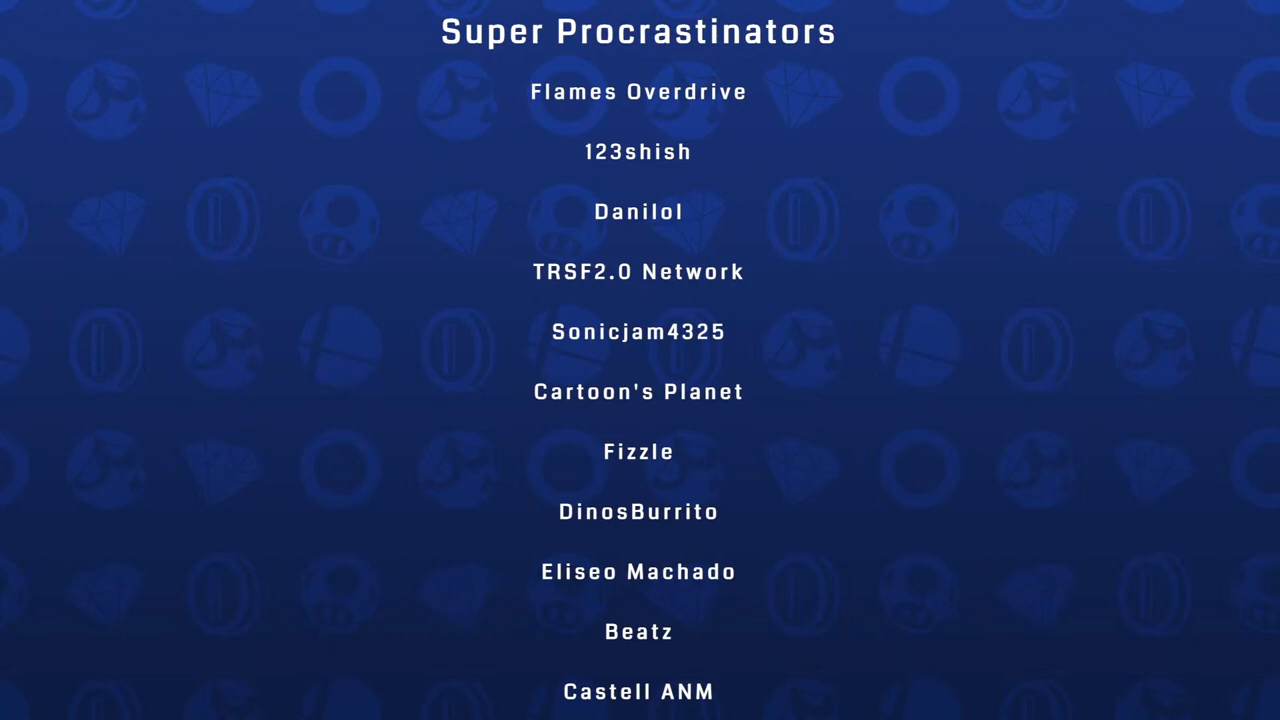 Super Procrastinators
Flames Overdrive
123shish
Danilol
TRSF2.0 Network
Sonicjam4325
Cartoon's Planet
Fizzle
DinosBurrito
Eliseo Machado
Beatz
Castell ANM